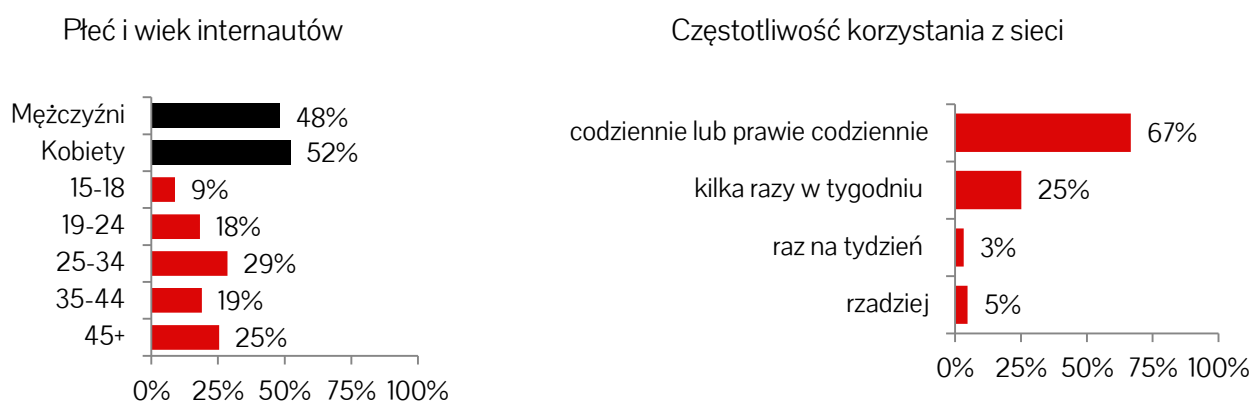 Płeć i wiek internautów
Mężczyźni 48%
Kobiety 52%
15-18 9%
19-24 18%
25-34 29%
35-44 19%
45+ 25%
0% 25% 50% 75% 100%
Częstotliwość korzystania z sieci
codziennie lub prawie codziennie 67%
kilka razy w tygodniu 25%
raz na tydzień 3%
rzadziej 5%
0% 25% 50% 75% 100%